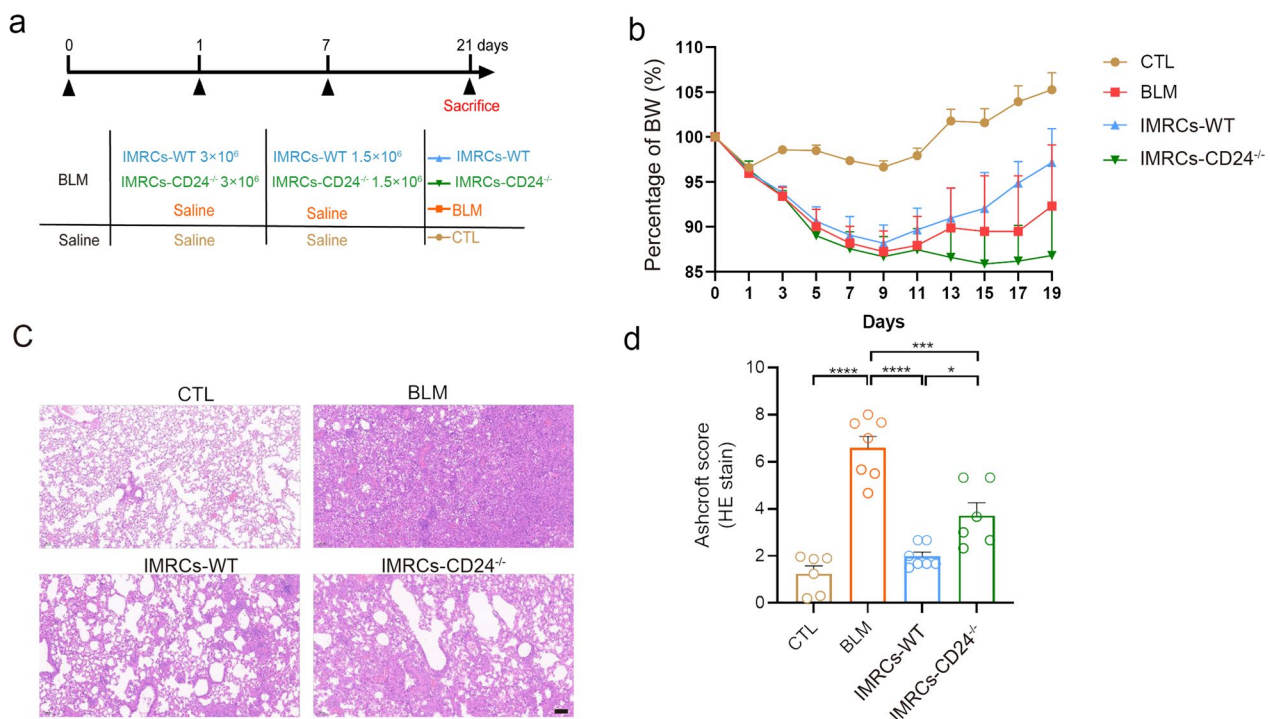 a
0 1 7 21 days
Sacrifice
BLM
IMRCs-WT 3×10⁶ IMRCs-WT 1.5×10⁶ IMRCs-WT
IMRCs-CD24⁻/⁻ 3×10⁶ IMRCs-CD24⁻/⁻ 1.5×10⁶ IMRCs-CD24⁻/⁻
Saline Saline BLM
Saline Saline Saline CTL
b
Percentage of BW (%)
110
105
100
95
90
85
0 1 3 5 7 9 11 13 15 17 19
Days
CTL
BLM
IMRCs-WT
IMRCs-CD24⁻/⁻
C
CTL BLM
IMRCs-WT IMRCs-CD24⁻/⁻
d
Ashcroft score
(HE stain)
10
8
6
4
2
0
***
**** **** *
CTL
BLM
IMRCs-WT
IMRCs-CD24⁻/⁻